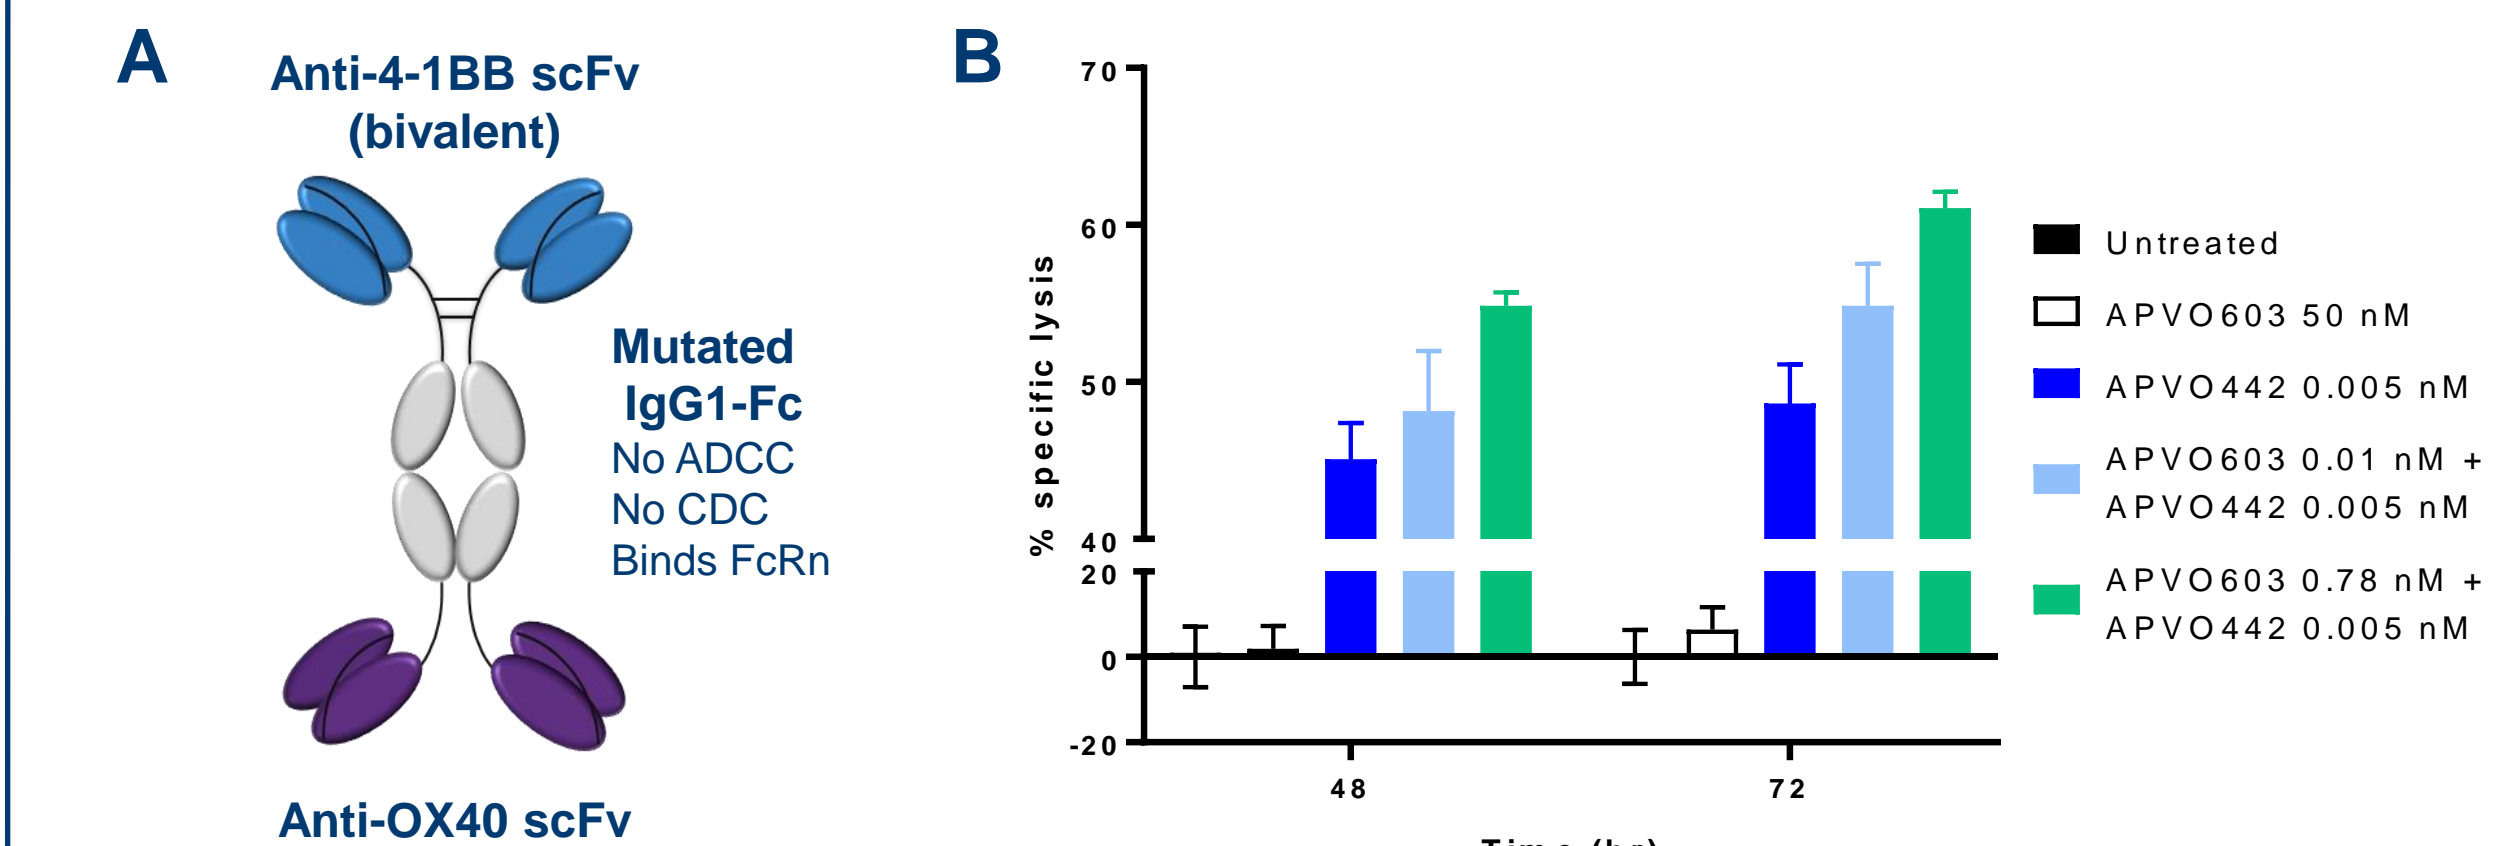 A
Anti-4-1BB scFv
(bivalent)
Mutated
IgG1-Fc
No ADCC
No CDC
Binds FcRn
Anti-OX40 scFv
B
% specific lysis
70
60
50
40
20
0
-20
48
72
Time (hr)
Untreated
APVO603 50 nM
APVO442 0.005 nM
APVO603 0.01 nM +
APVO442 0.005 nM
APVO603 0.78 nM +
APVO442 0.005 nM